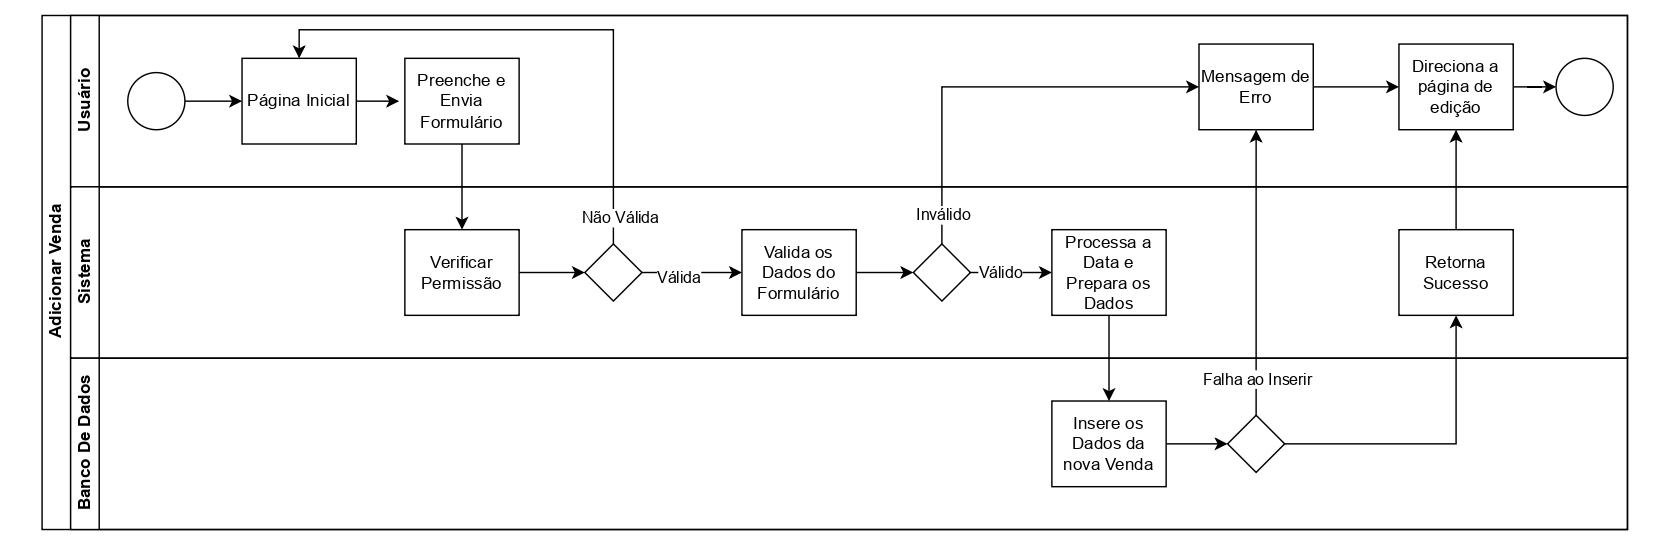 Adicionar Venda
Usuário
Página Inicial
Preenche e
Envia
Formulário
Mensagem de
Erro
Direciona a
página de
edição
Sistema
Verificar
Permissão
Não Válida
Válida
Valida os
Dados do
Formulário
Inválido
Válido
Processa a
Data e
Prepara os
Dados
Retorna
Sucesso
Banco De Dados
Insere os
Dados da
nova Venda
Falha ao Inserir